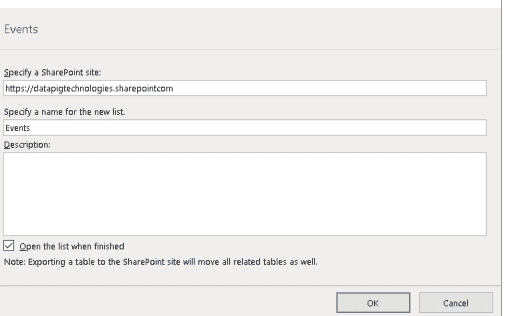 Events
Specify a SharePoint site:
https://datapigtechnologies.sharepointcom
Specify a name for the new list.
Events
Description:
Open the list when finished
Note: Exporting a table to the SharePoint site will move all related tables as well.
OK
Cancel